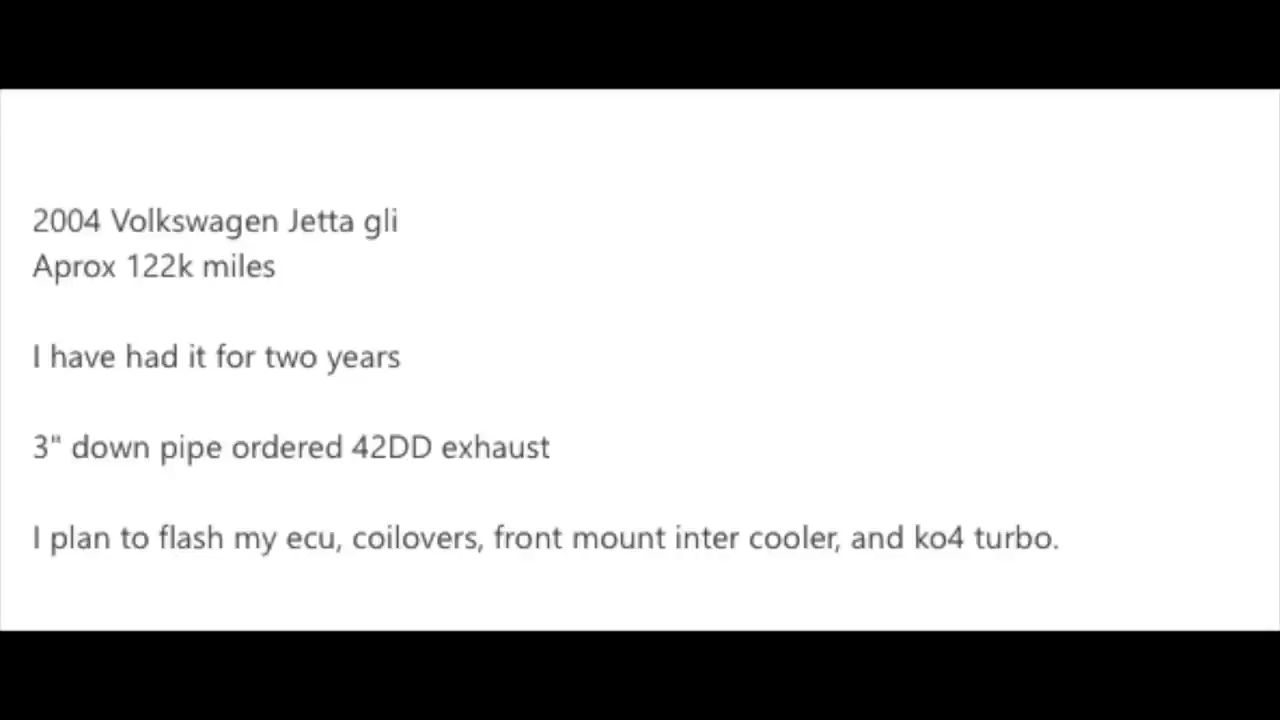 2004 Volkswagen Jetta gli
Aprox 122k miles
I have had it for two years
3" down pipe ordered 42DD exhaust
I plan to flash my ecu, coilovers, front mount inter cooler, and ko4 turbo.